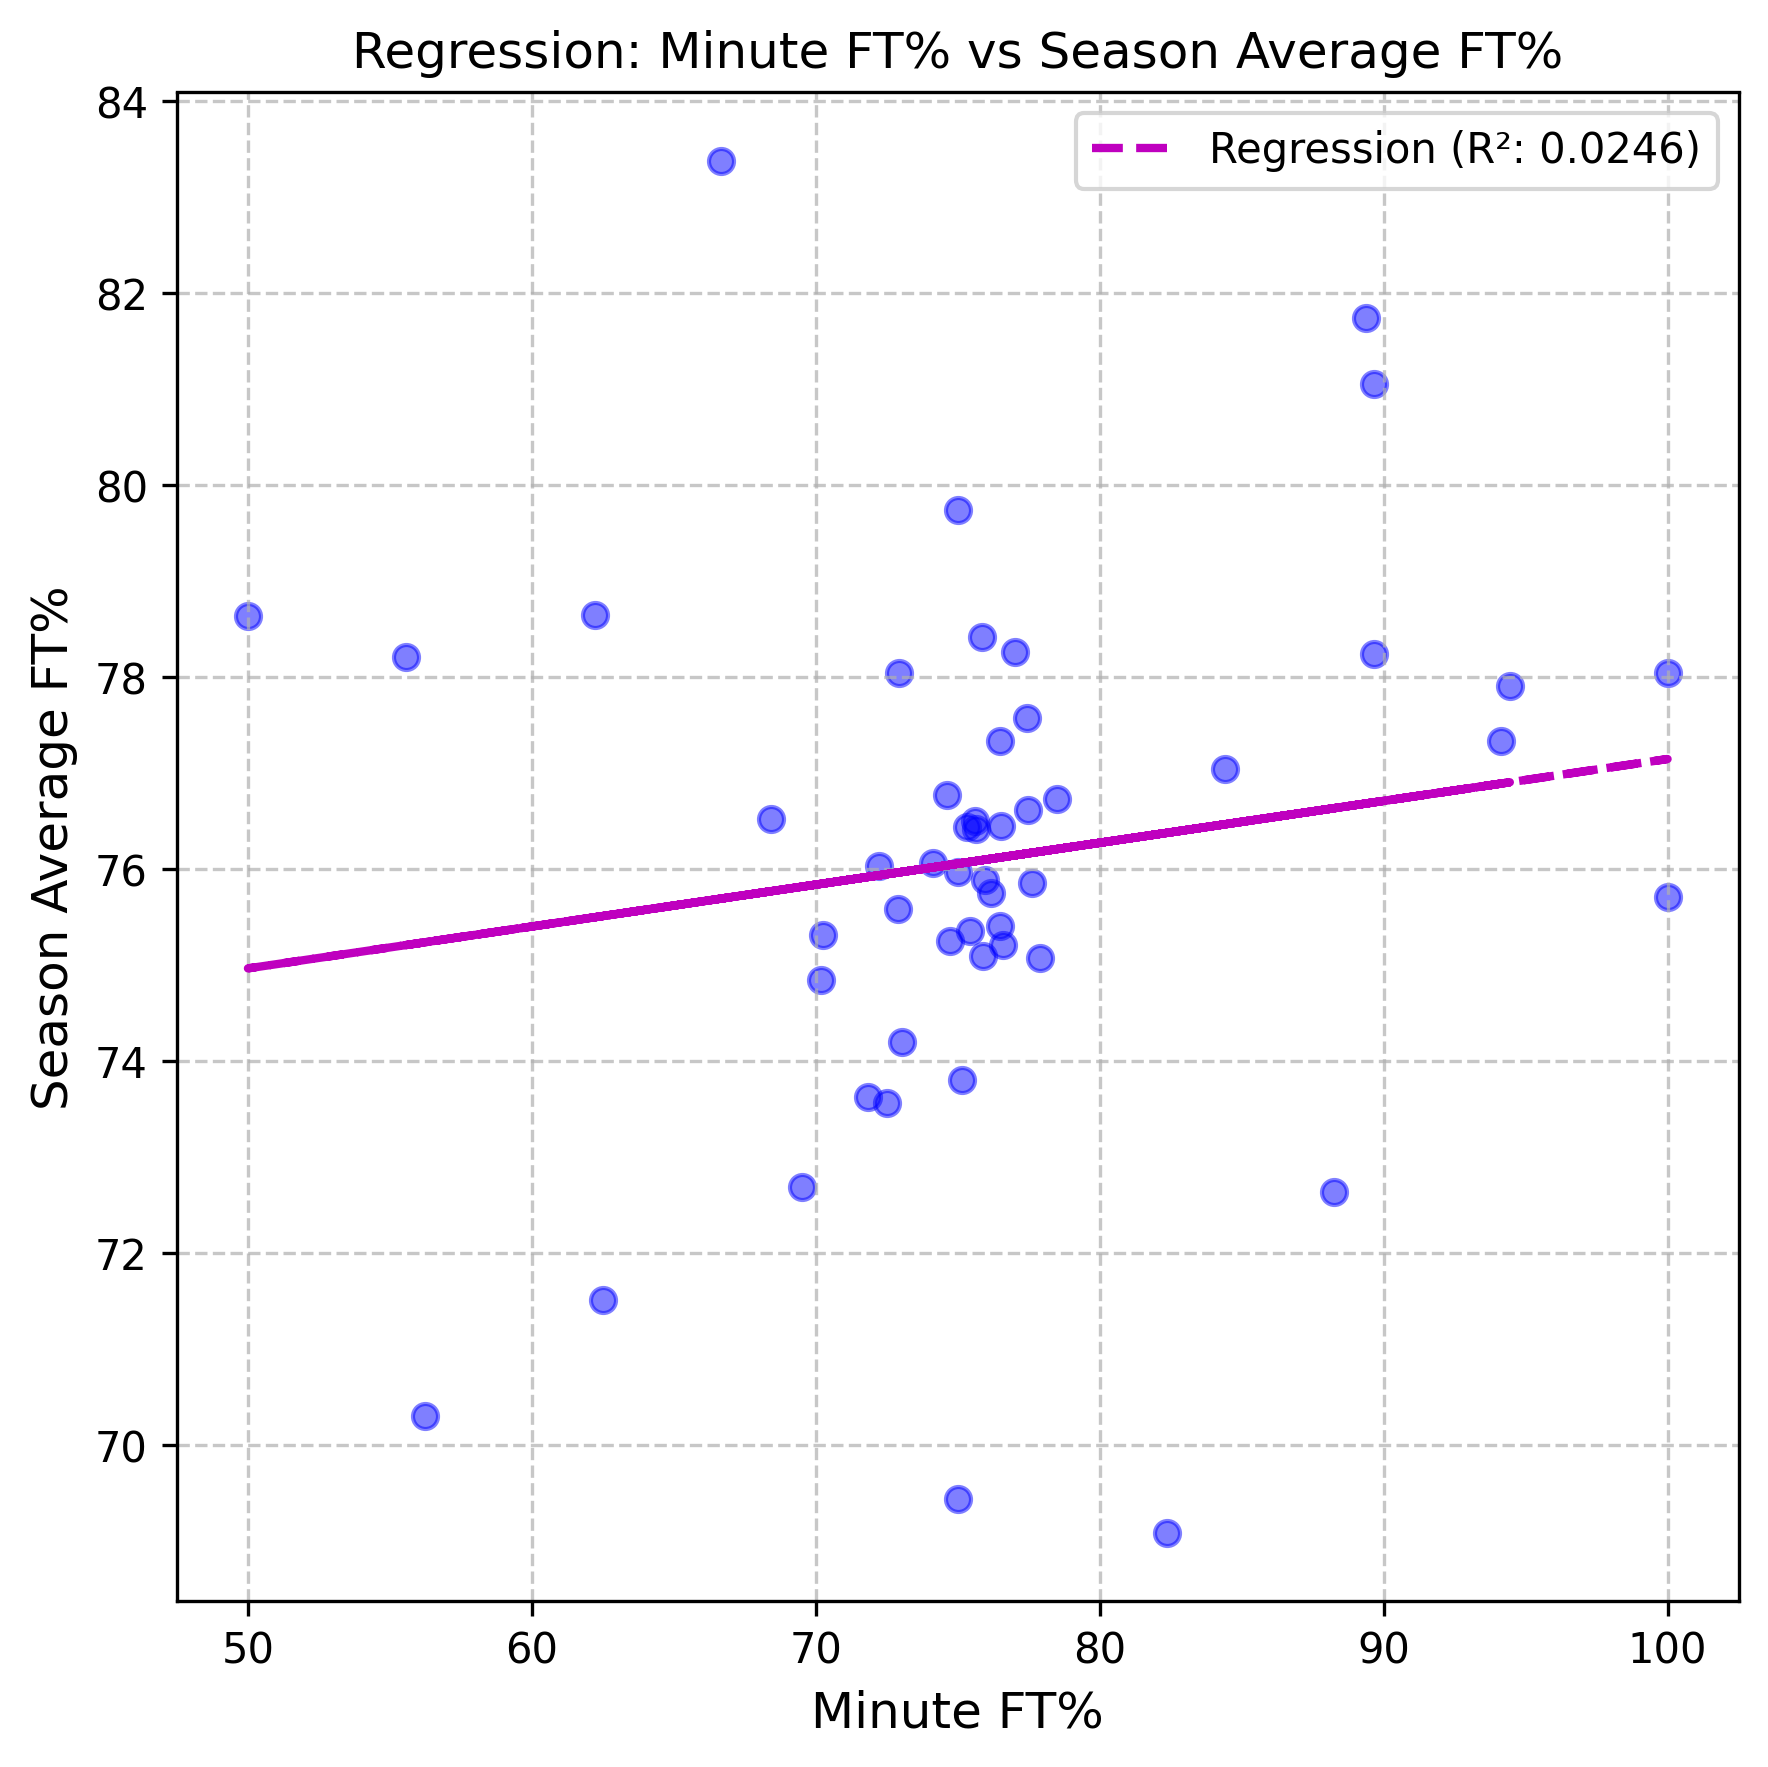 Regression: Minute FT% vs Season Average FT%
Regression (R²: 0.0246)
84
82
80
78
76
74
72
70
Season Average FT%
50 60 70 80 90 100
Minute FT%